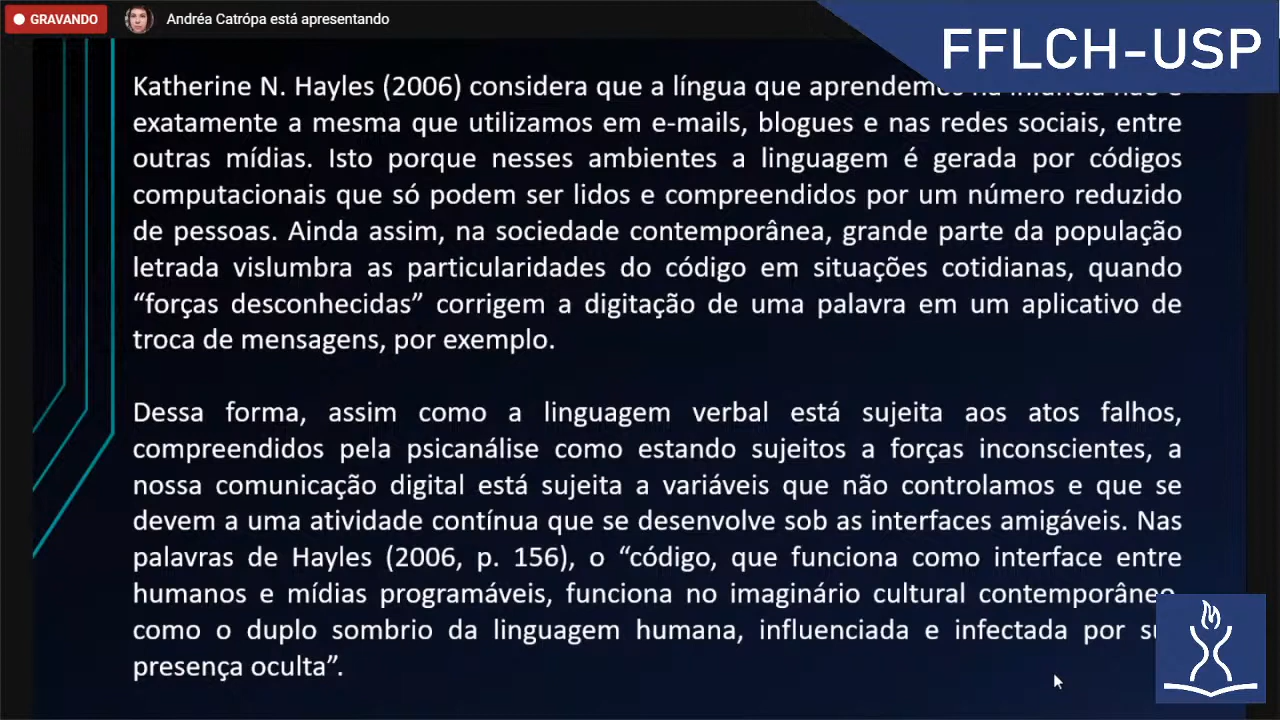 GRAVANDO
Andréa Catrópa está apresentando
FFLCH-USP
Katherine N. Hayles (2006) considera que a língua que aprendemos
exatamente a mesma que utilizamos em e-mails, blogues e nas redes sociais, entre
outras mídias. Isto porque nesses ambientes a linguagem é gerada por códigos
computacionais que só podem ser lidos e compreendidos por um número reduzido
de pessoas. Ainda assim, na sociedade contemporânea, grande parte da população
letrada vislumbra as particularidades do código em situações cotidianas, quando
“forças desconhecidas” corrigem a digitação de uma palavra em um aplicativo de
troca de mensagens, por exemplo.
Dessa forma, assim como a linguagem verbal está sujeita aos atos falhos,
compreendidos pela psicanálise como estando sujeitos a forças inconscientes, a
nossa comunicação digital está sujeita a variáveis que não controlamos e que se
devem a uma atividade contínua que se desenvolve sob as interfaces amigáveis. Nas
palavras de Hayles (2006, p. 156), o “código, que funciona como interface entre
humanos e mídias programáveis, funciona no imaginário cultural contemporâneo
como o duplo sombrio da linguagem humana, influenciada e infectada por
presença oculta”.